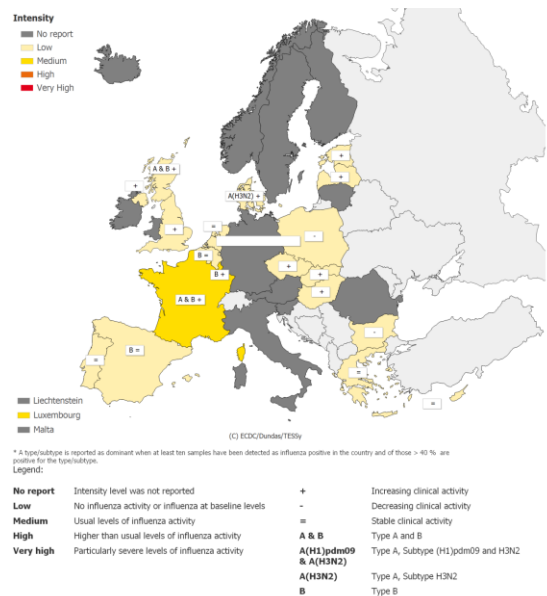 Intensity
No report
Low
Medium
High
Very High
A & B +
+
+
+
A(H3N2) +
+
=
-
B =
B +
+
+
+
A & B =
=
B =
-
=
=
Liechtenstein
Luxembourg
Malta
(C) ECDC/Dundas/TESSy
* A type/subtype is reported as dominant when at least ten samples have been detected as influenza positive in the country and of those > 40 % are
positive for the type/subtype.
Legend:
No report Intensity level was not reported + Increasing clinical activity
Low No influenza activity or influenza at baseline levels - Decreasing clinical activity
Medium Usual levels of influenza activity = Stable clinical activity
High Higher than usual levels of influenza activity A & B Type A and B
Very high Particularly severe levels of influenza activity A(H1)pdm09 Type A, Subtype (H1)pdm09 and H3N2
& A(H3N2)
A(H3N2) Type A, Subtype H3N2
B Type B